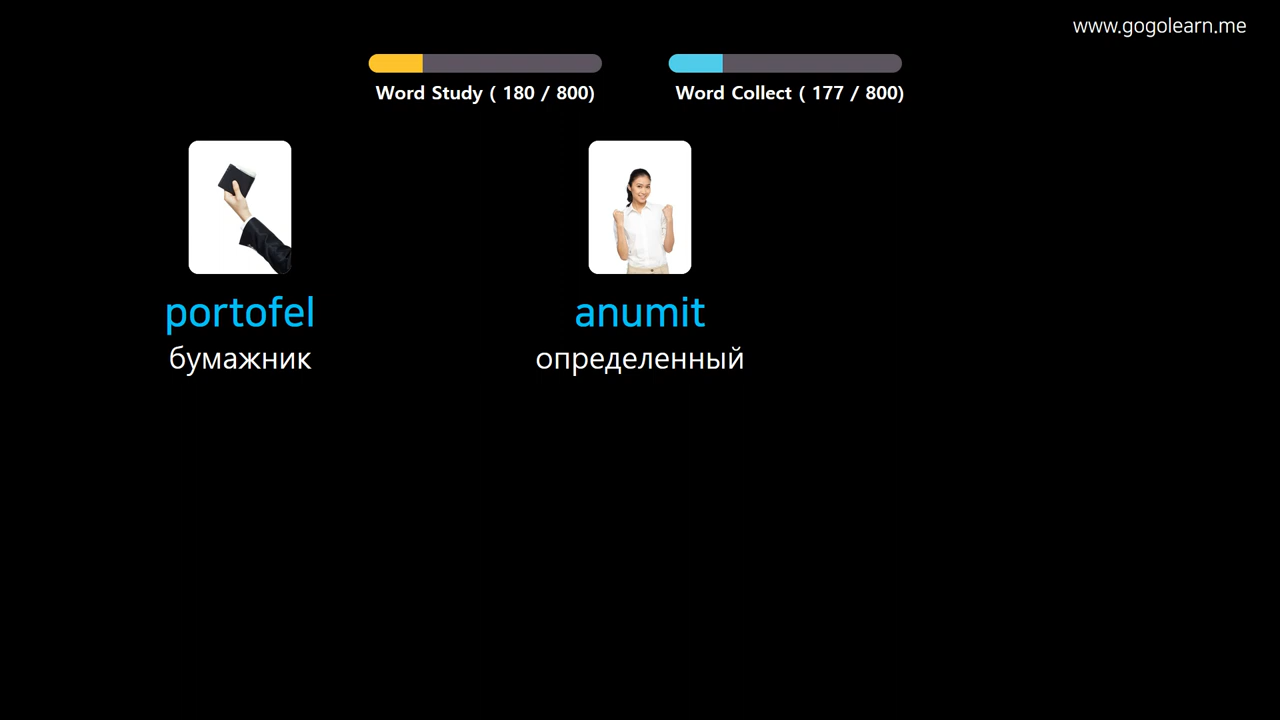 www.gogolearn.me
Word Study ( 180 / 800)
Word Collect ( 177 / 800)
portofel
бумажник
anumit
определенный